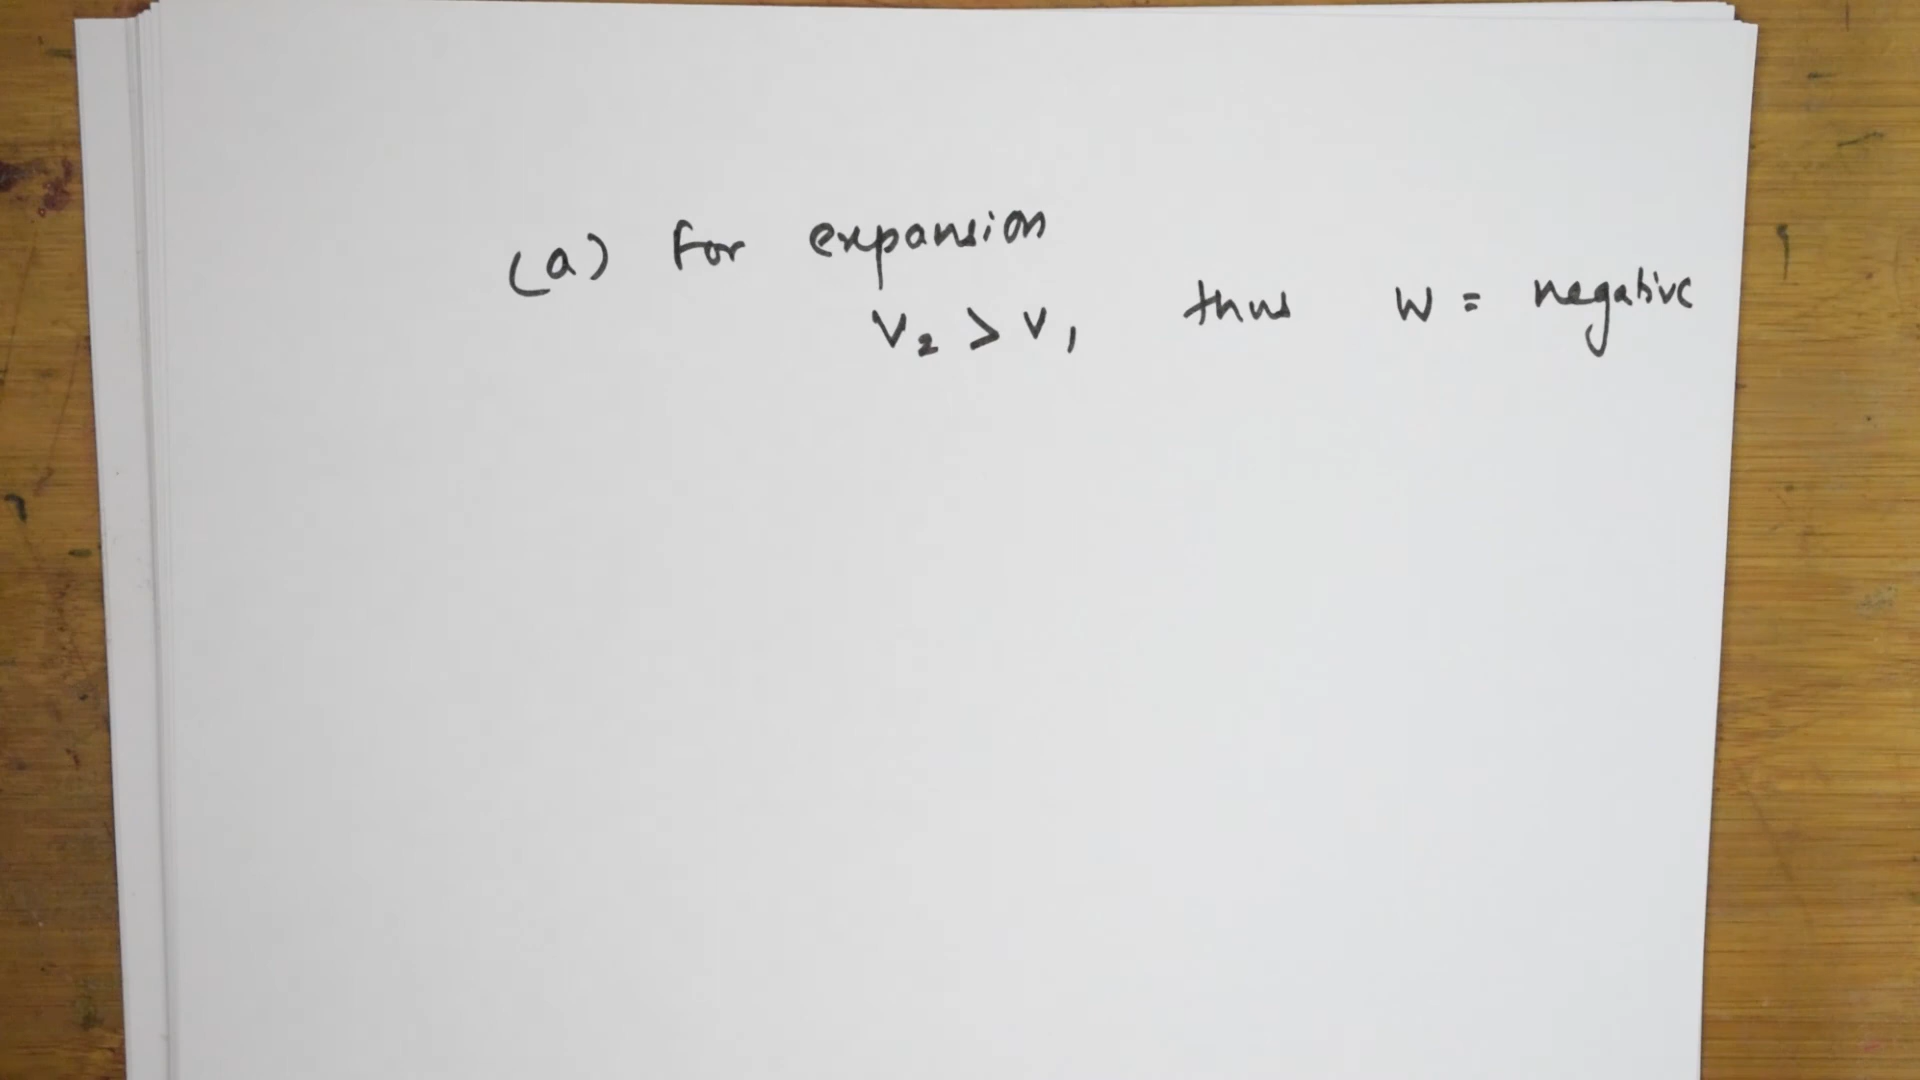 (a) For expansion
V₂ > V₁ thus W = negative